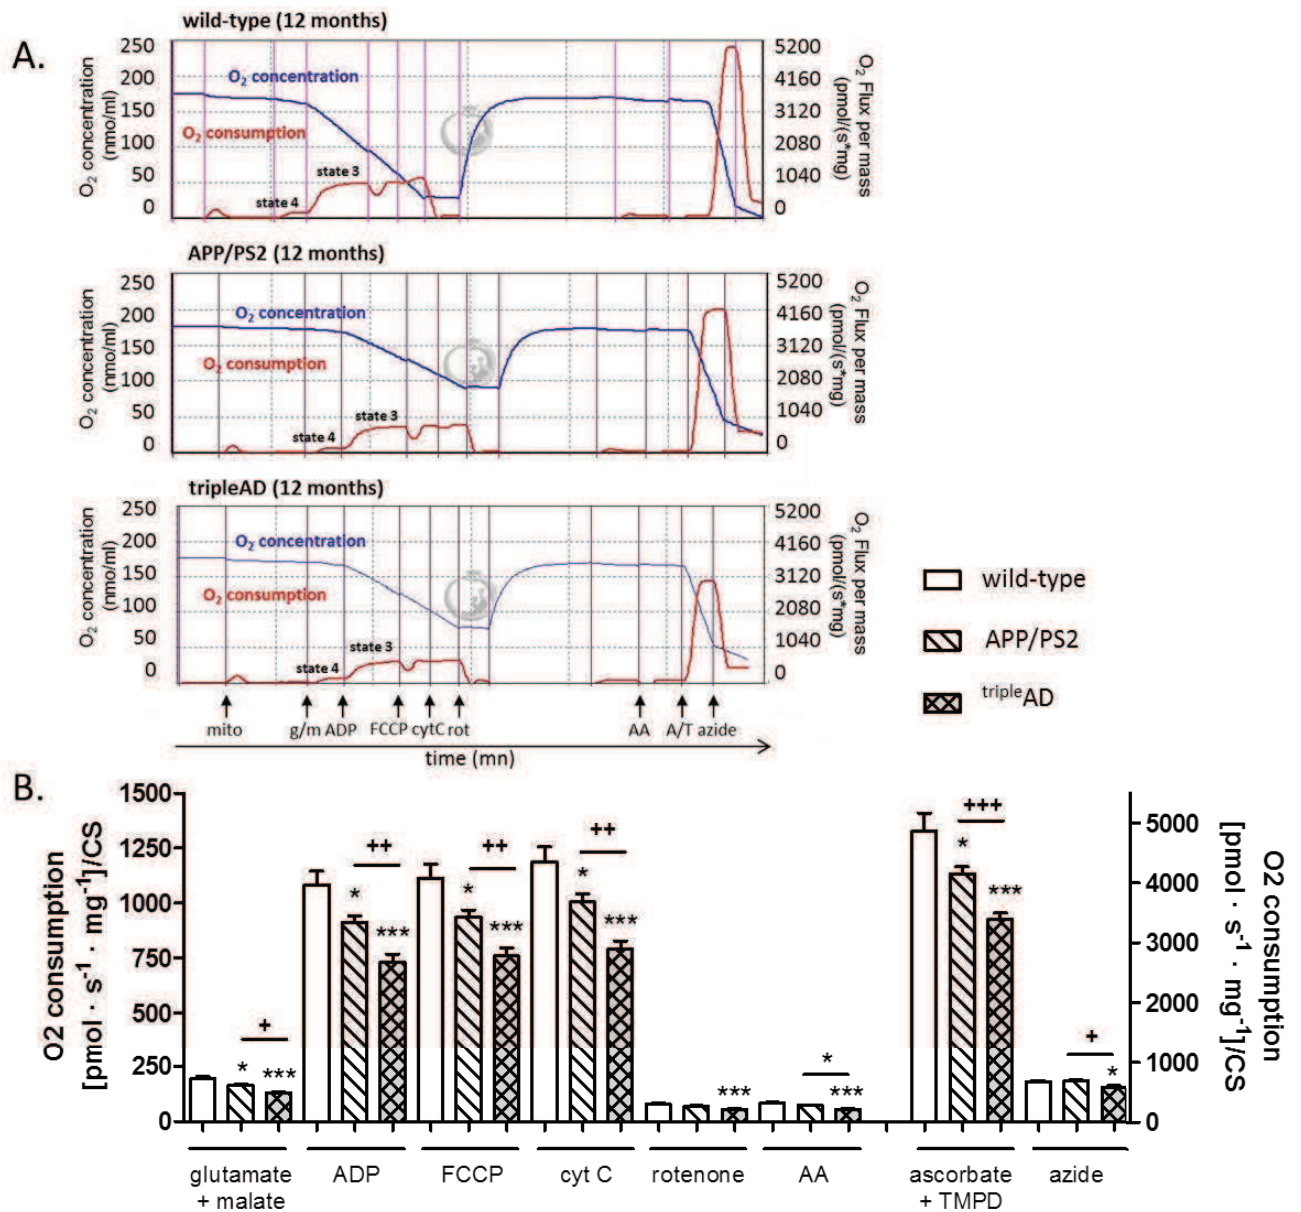 A.
wild-type (12 months)
O2 concentration
(nmo/ml)
250
200
150
100
50
0
O2 concentration
O2 consumption
state 4
state 3
5200
4160
3120
2080
1040
0
O2 Flux per mass
(pmol/(s*mg)
APP/PS2 (12 months)
O2 concentration
(nmo/ml)
250
200
150
100
50
0
O2 concentration
O2 consumption
state 4
state 3
5200
4160
3120
2080
1040
0
O2 Flux per mass
(pmol/(s*mg)
tripleAD (12 months)
O2 concentration
(nmo/ml)
250
200
150
100
50
0
O2 concentration
O2 consumption
state 4
state 3
5200
4160
3120
2080
1040
0
O2 Flux per mass
(pmol/(s*mg)
mito g/m ADP FCCP cytC rot AA A/T azide
time (mn)
wild-type
APP/PS2
tripleAD
B.
O2 consumption
[pmol · s-1 · mg-1]/CS
1500
1250
1000
750
500
250
0
+
* ***
++
* ***
++
* ***
++
* ***
***
*
***
+++
* ***
+
*
5000
4000
3000
2000
1000
0
O2 consumption
[pmol · s-1 · mg-1]/CS
glutamate
+ malate
ADP
FCCP
cyt C
rotenone
AA
ascorbate
+ TMPD
azide